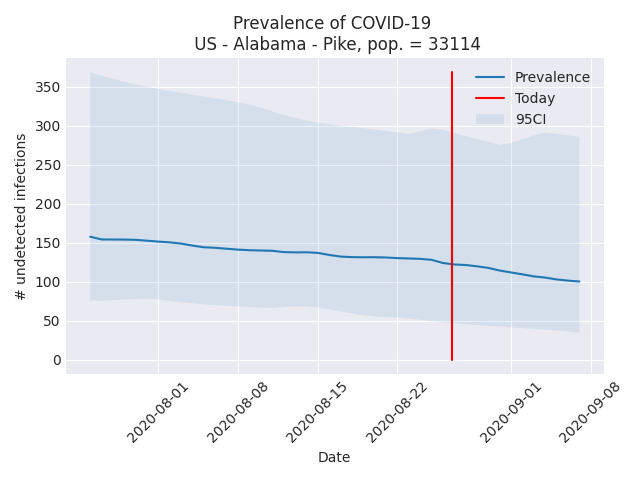 Prevalence of COVID-19
US - Alabama - Pike, pop. = 33114
# undetected infections
350
300
250
200
150
100
50
0
Prevalence
Today
95CI
2020-08-01
2020-08-08
2020-08-15
2020-08-22
2020-09-01
2020-09-08
Date